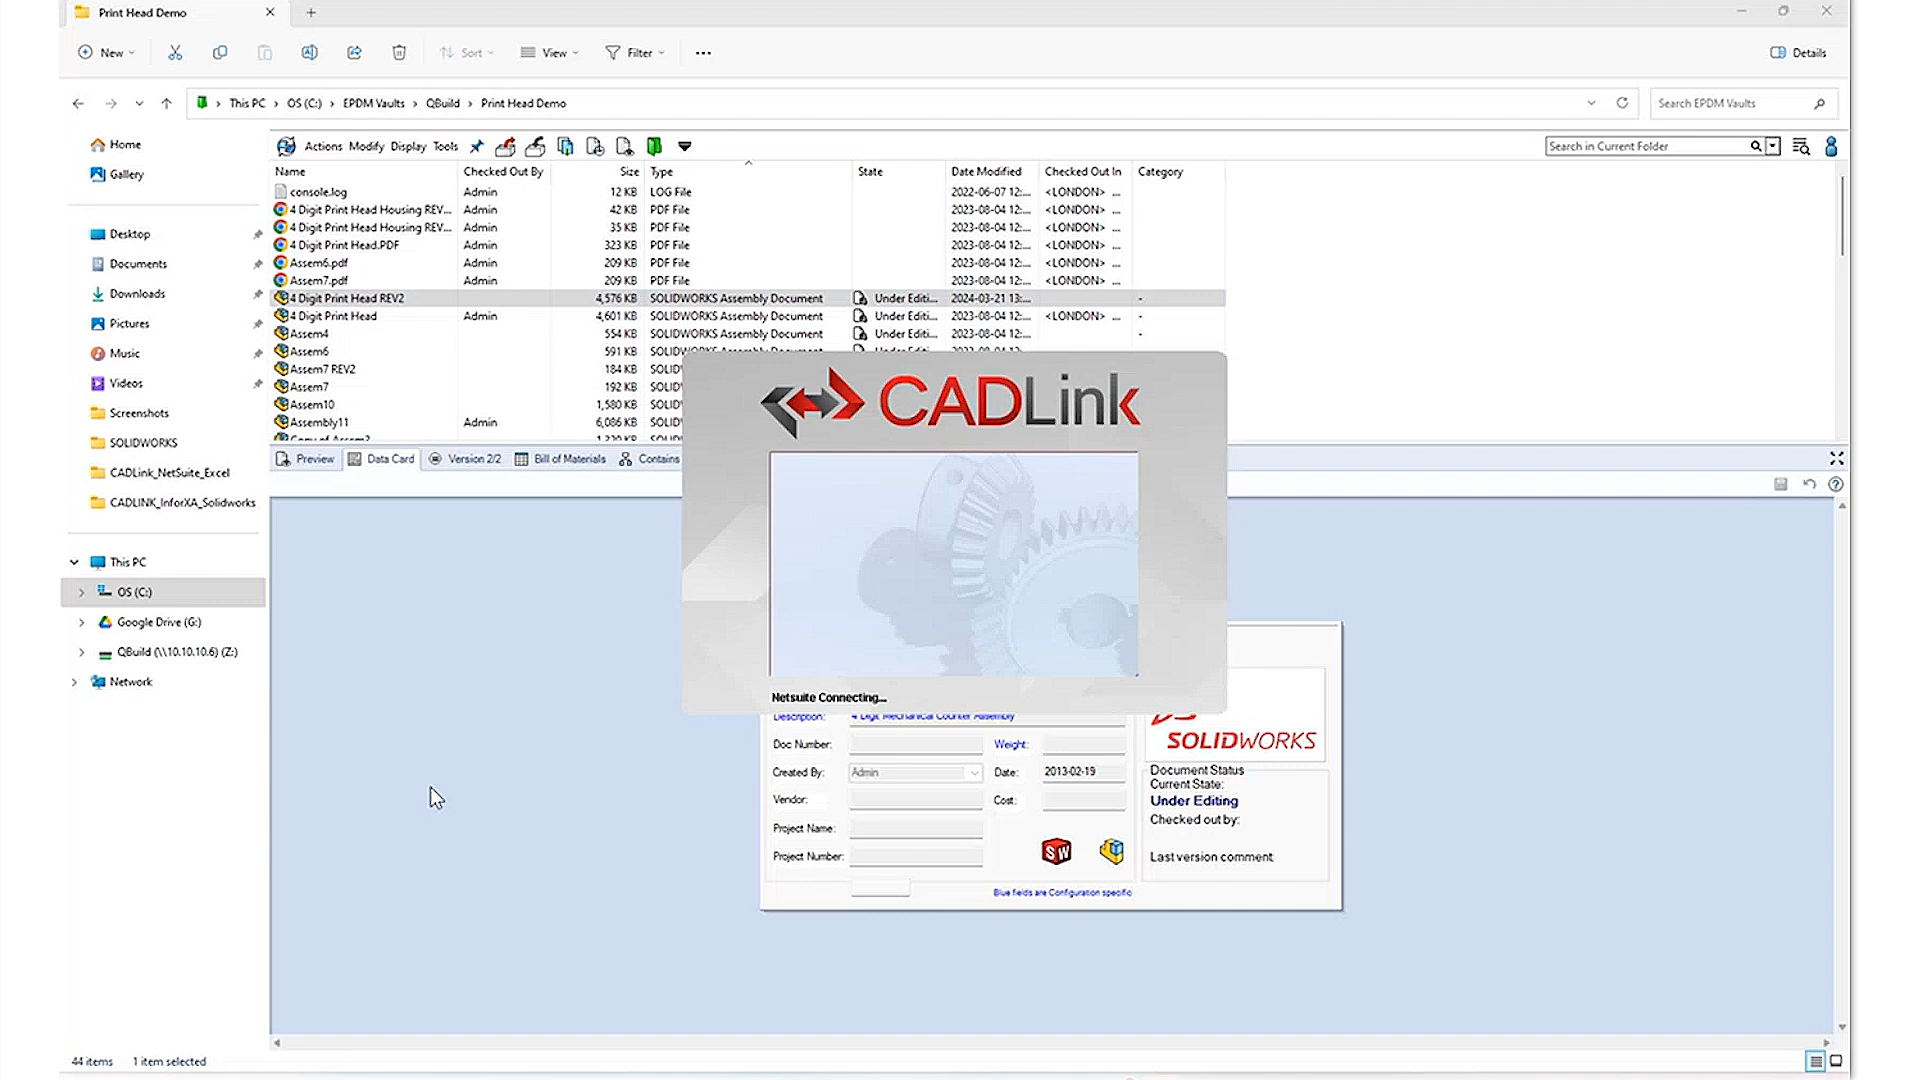 Print Head Demo
New
Sort
View
Filter
Details
This PC > OS (C:) > EPDM Vaults > QBuild > Print Head Demo
Search EPDM Vaults
Home
Gallery
Desktop
Documents
Downloads
Pictures
Music
Videos
Screenshots
SOLIDWORKS
CADLink_NetSuite_Excel
CADLINK_InforXA_Solidworks
This PC
OS (C:)
Google Drive (G:)
QBuild (\\10.10.10.6) (Z:)
Network
Actions Modify Display Tools
Search in Current Folder
Name Checked Out By Size Type State Date Modified Checked Out In Category
console.log Admin 12 KB LOG File 2022-06-07 12:... <LONDON> ...
4 Digit Print Head Housing REV... Admin 42 KB PDF File 2023-08-04 12:... <LONDON> ...
4 Digit Print Head Housing REV... Admin 35 KB PDF File 2023-08-04 12:... <LONDON> ...
4 Digit Print Head.PDF Admin 323 KB PDF File 2023-08-04 12:... <LONDON> ...
Assem6.pdf Admin 209 KB PDF File 2023-08-04 12:... <LONDON> ...
Assem7.pdf Admin 209 KB PDF File 2023-08-04 12:... <LONDON> ...
4 Digit Print Head REV2 4,576 KB SOLIDWORKS Assembly Document Under Editi... 2024-03-21 13:... -
4 Digit Print Head Admin 4,601 KB SOLIDWORKS Assembly Document Under Editi... 2023-08-04 12:... <LONDON> ... -
Assem4 554 KB SOLIDWORKS Assembly Document Under Editi... 2023-08-04 12:... -
Assem6 591 KB
Assem7 REV2 184 KB SOLID
Assem7 192 KB SOLID
Assem10 1,580 KB SOLID
Assembly11 Admin 6,086 KB SOLID
Preview
Data Card
Version 2/2
Bill of Materials
Contains
CADLink
Netsuite Connecting...
Description: 4 Digit Mechanical Counter Assembly
Doc Number: Weight:
Created By: Admin Date: 2013-02-19
Vendor: Cost:
Project Name:
Project Number:
Blue fields are Configuration specific
SOLIDWORKS
Document Status
Current State:
Under Editing
Checked out by:
Last version comment
44 items 1 item selected